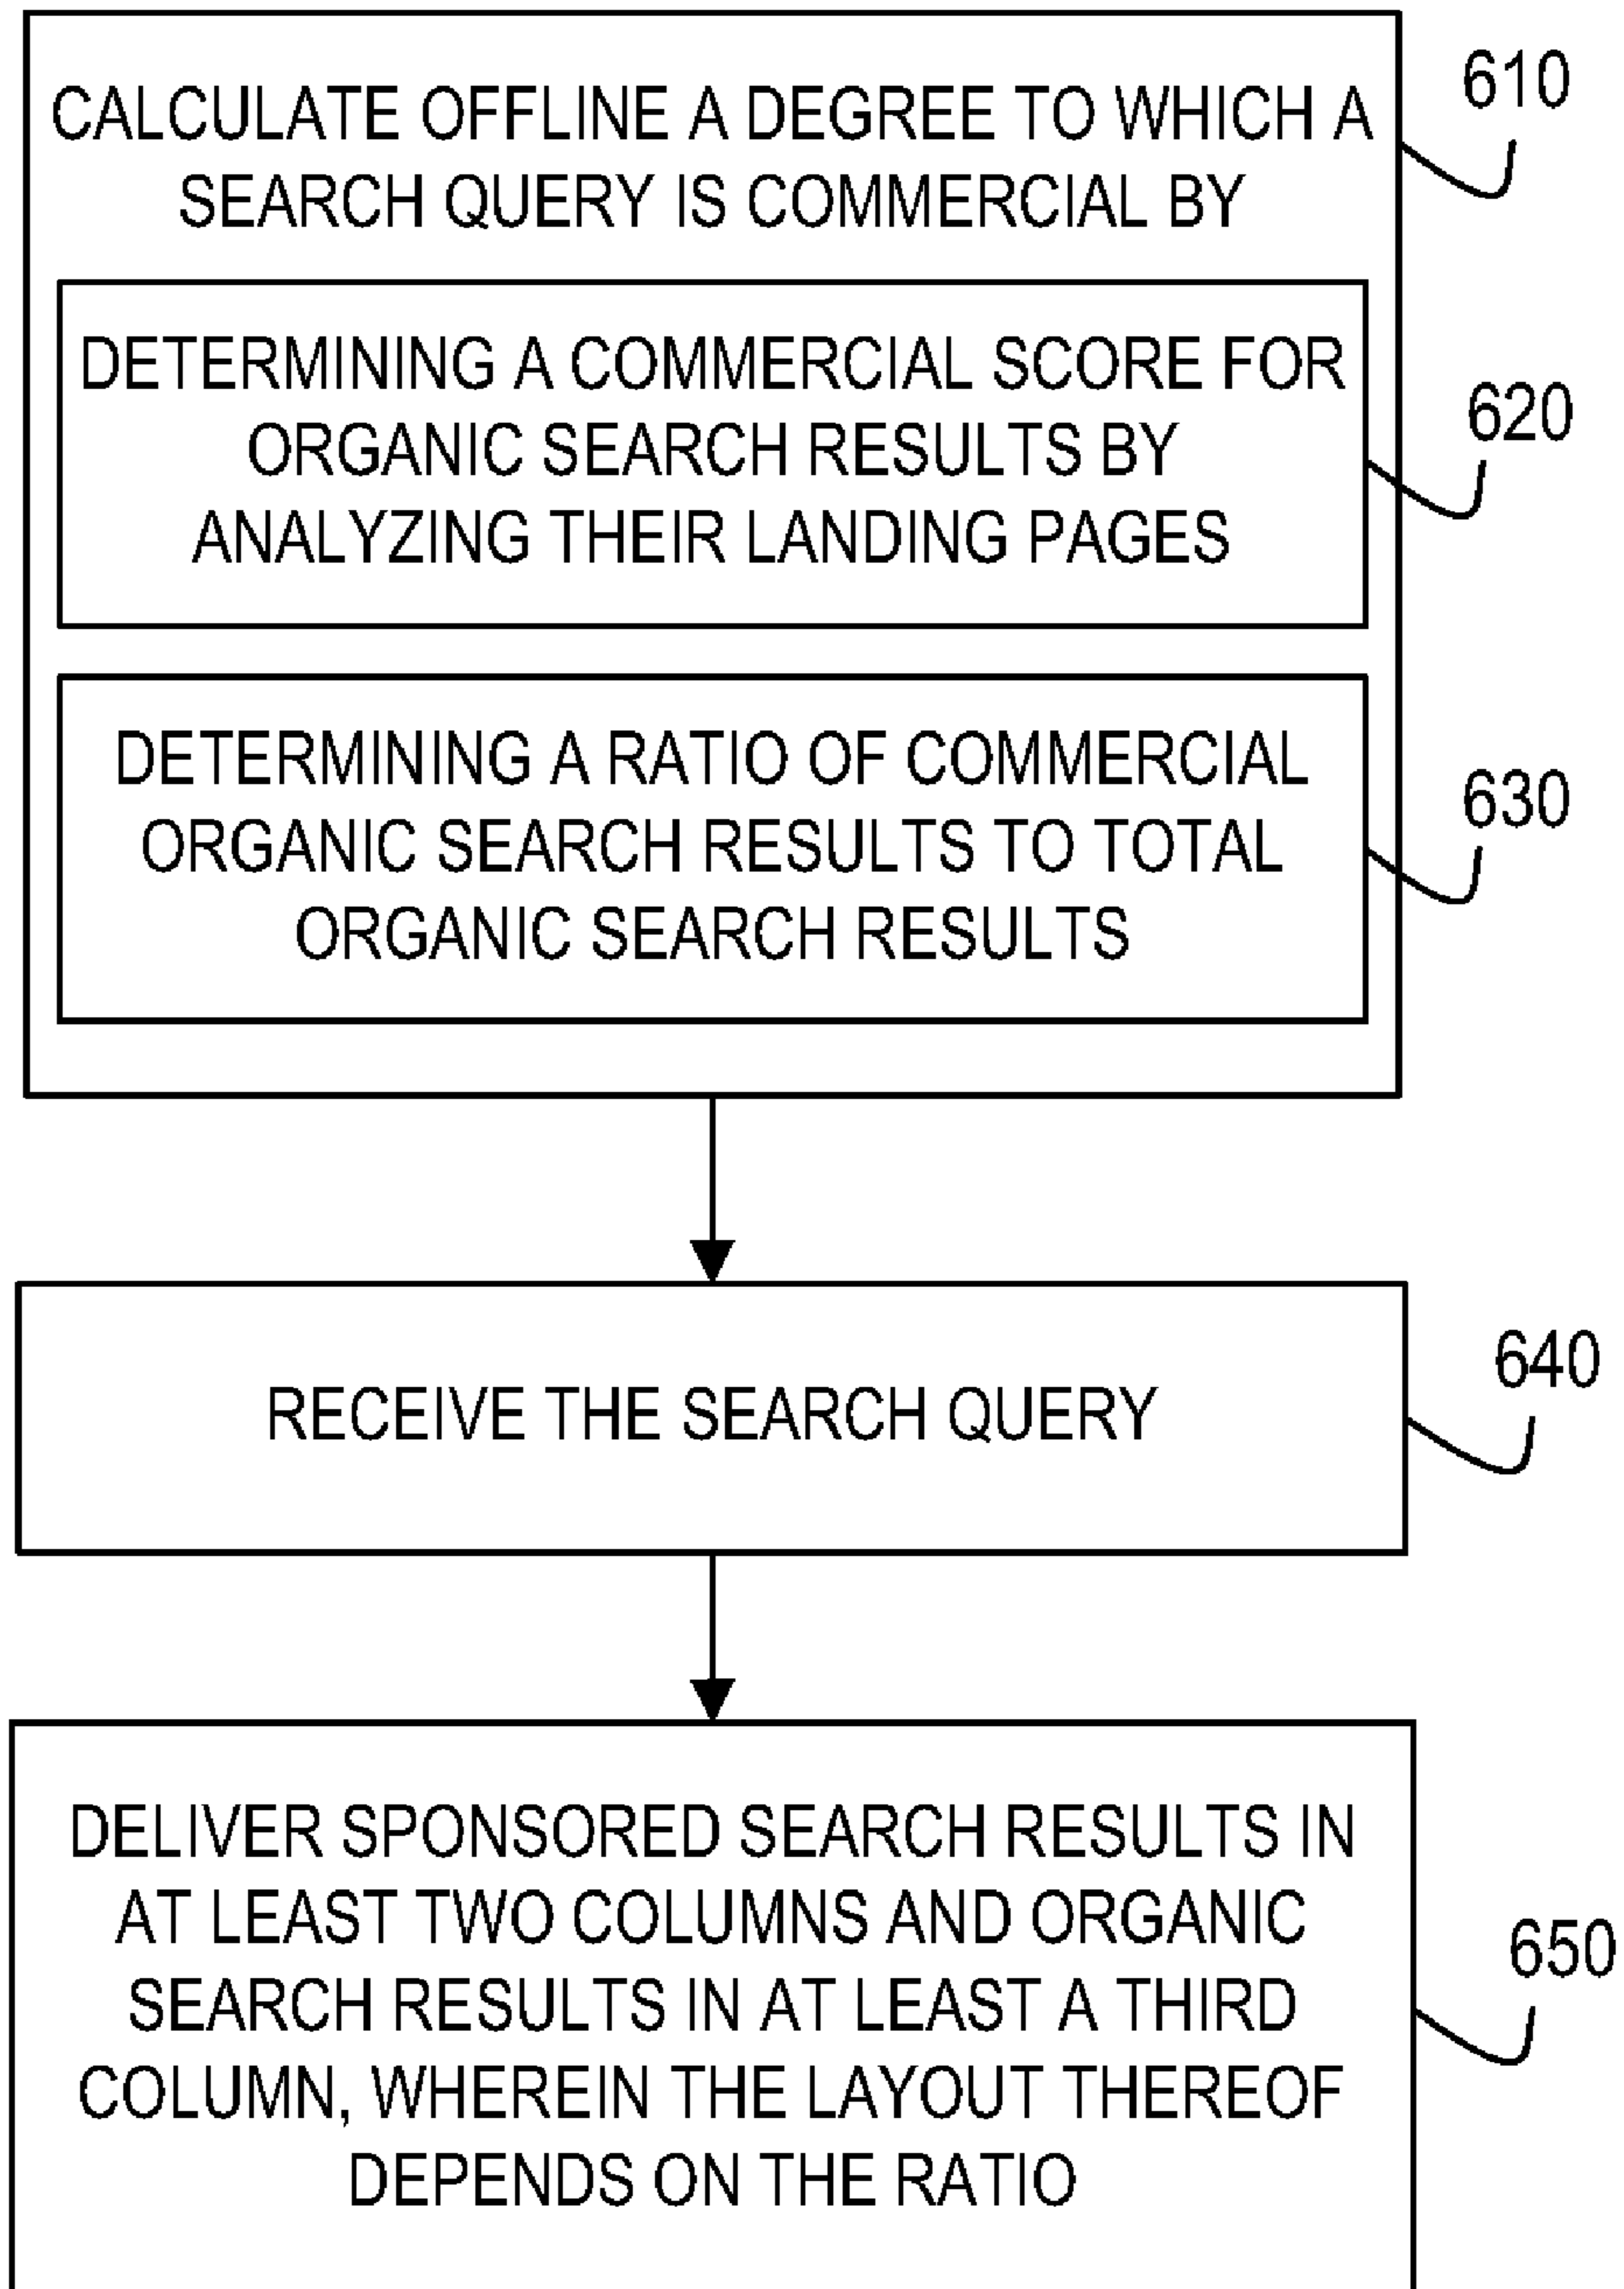 CALCULATE OFFLINE A DEGREE TO WHICH A
SEARCH QUERY IS COMMERCIAL BY
610
DETERMINING A COMMERCIAL SCORE FOR
ORGANIC SEARCH RESULTS BY
ANALYZING THEIR LANDING PAGES
620
DETERMINING A RATIO OF COMMERCIAL
ORGANIC SEARCH RESULTS TO TOTAL
ORGANIC SEARCH RESULTS
630
RECEIVE THE SEARCH QUERY
640
DELIVER SPONSORED SEARCH RESULTS IN
AT LEAST TWO COLUMNS AND ORGANIC
SEARCH RESULTS IN AT LEAST A THIRD
COLUMN, WHEREIN THE LAYOUT THEREOF
DEPENDS ON THE RATIO
650